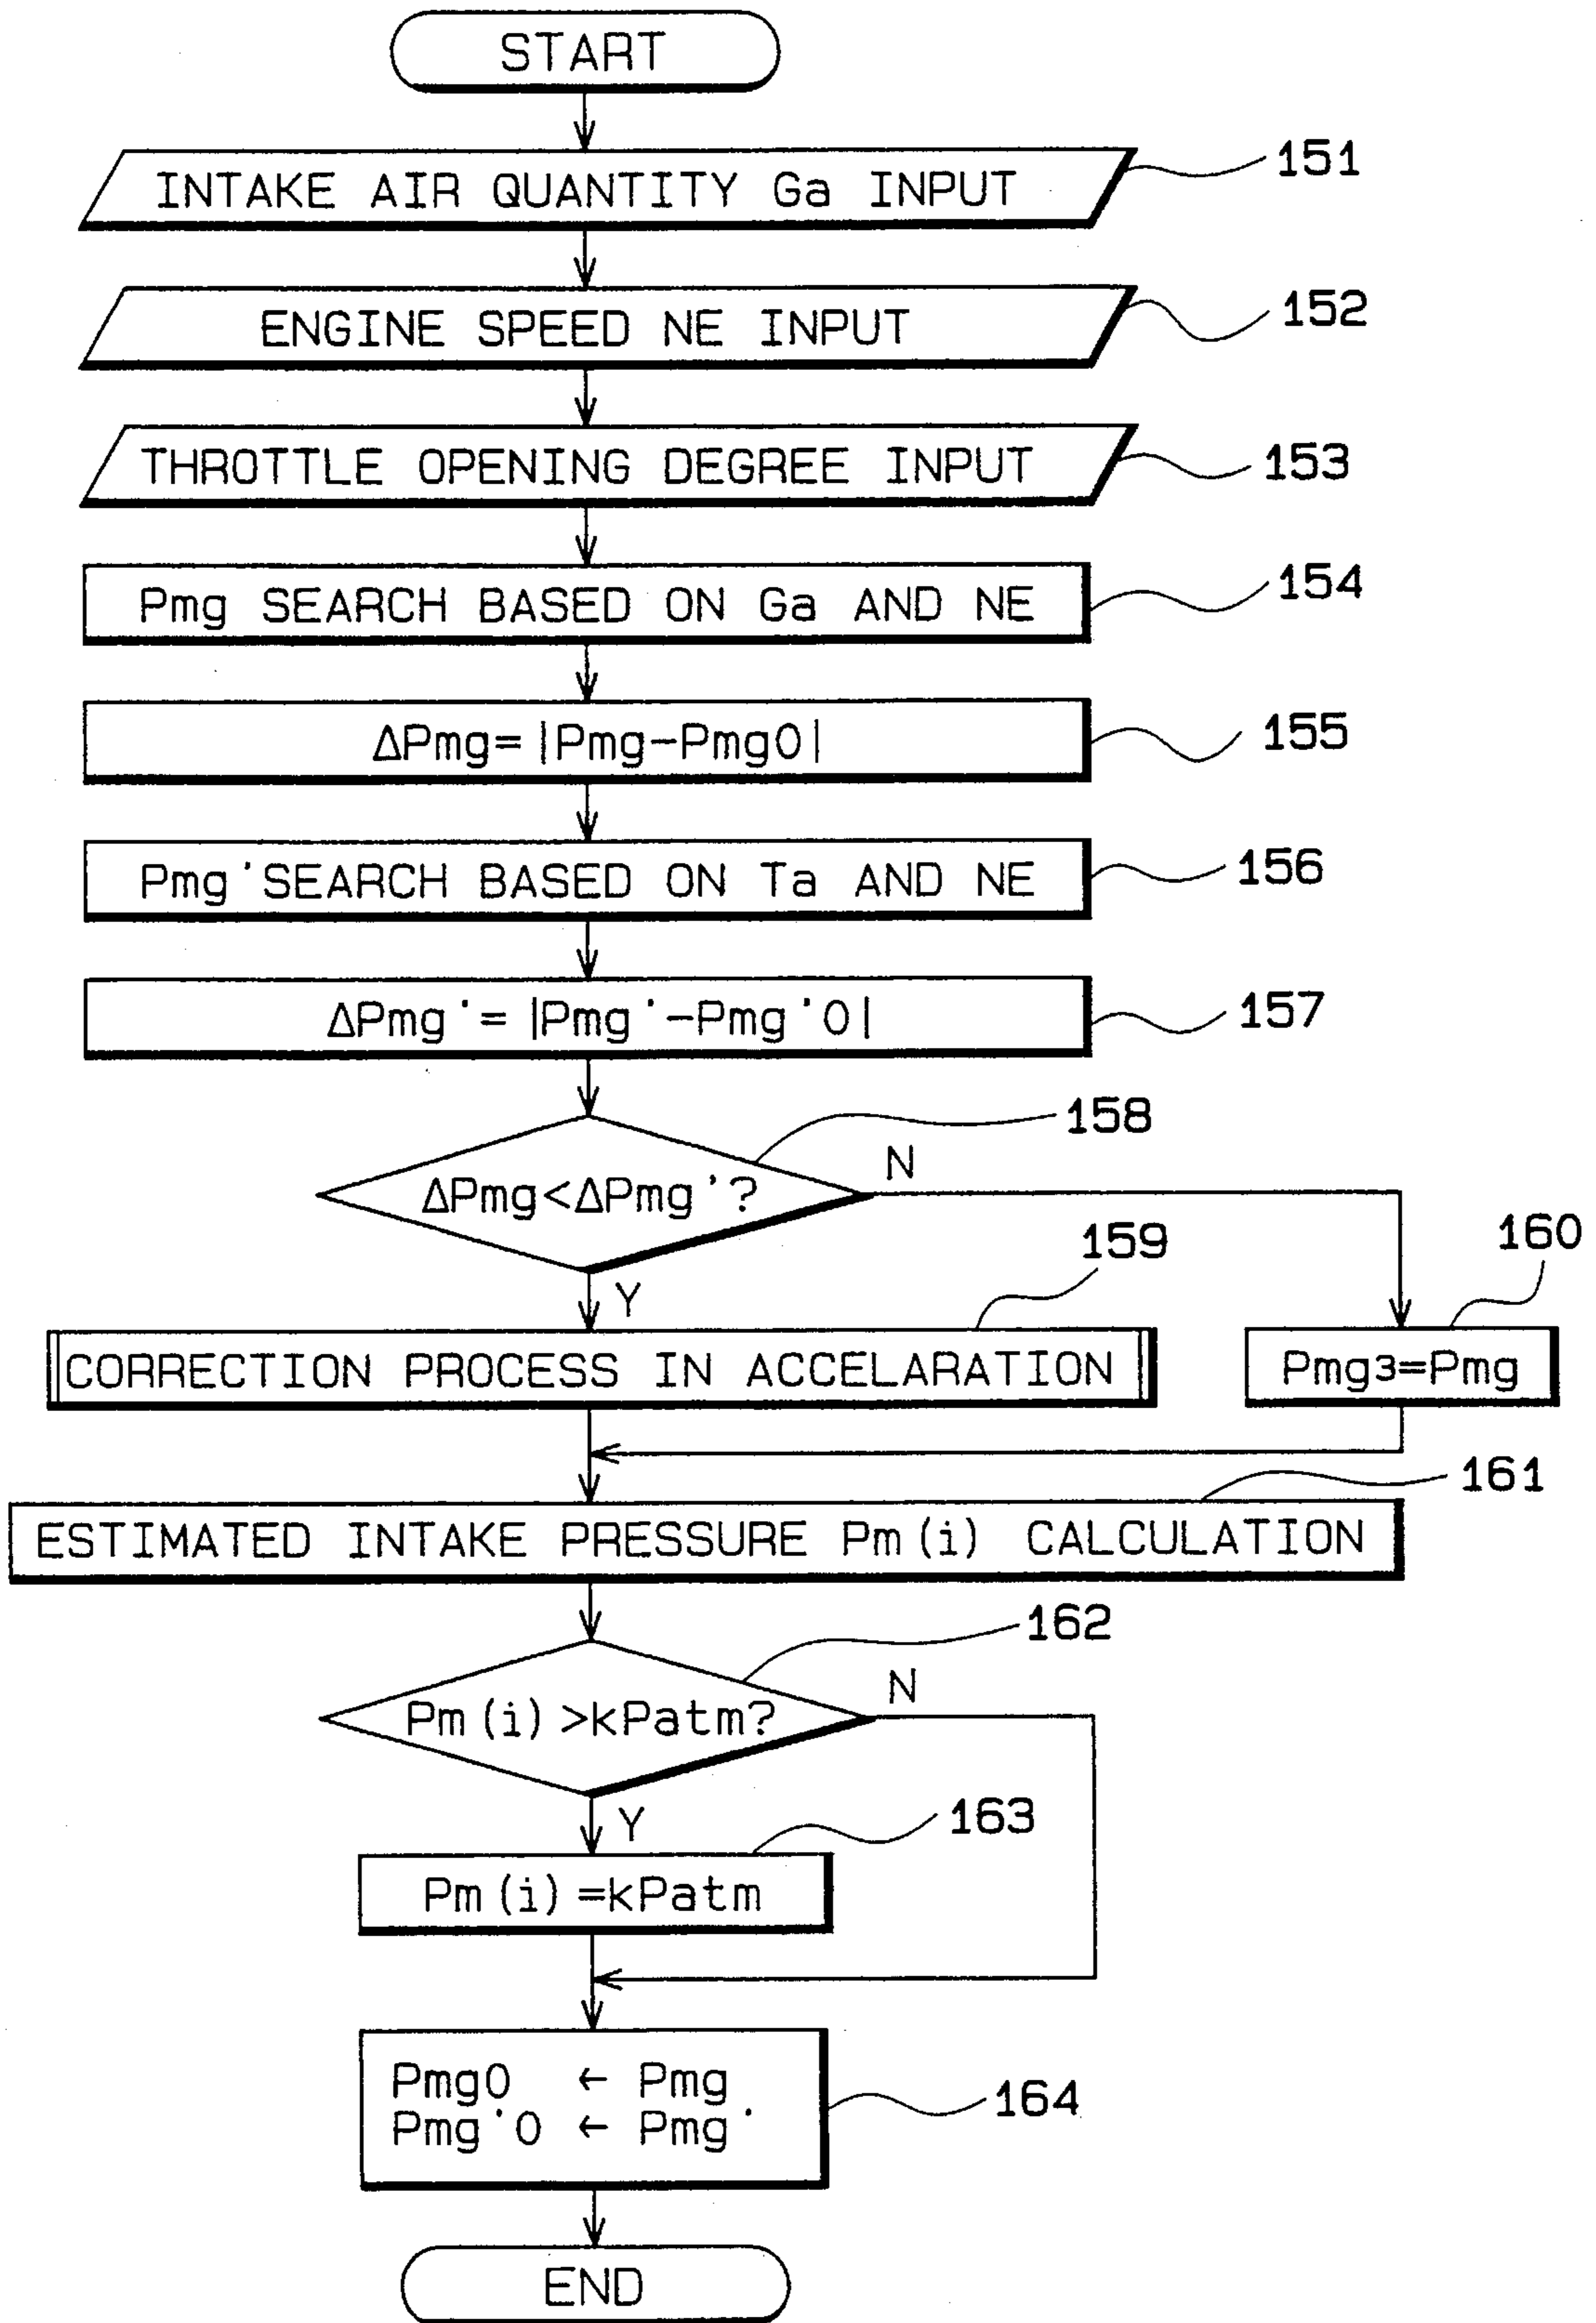 START
INTAKE AIR QUANTITY Ga INPUT
151
ENGINE SPEED NE INPUT
152
THROTTLE OPENING DEGREE INPUT
153
Pmg SEARCH BASED ON Ga AND NE
154
ΔPmg=|Pmg-Pmg0|
155
Pmg'SEARCH BASED ON Ta AND NE
156
ΔPmg'=|Pmg'-Pmg'0|
157
158
ΔPmg<ΔPmg'?
N
Y
159
160
CORRECTION PROCESS IN ACCELARATION
Pmg3=Pmg
161
ESTIMATED INTAKE PRESSURE Pm(i) CALCULATION
162
Pm(i)>kPatm?
N
Y
163
Pm(i)=kPatm
Pmg0 ← Pmg
Pmg'0 ← Pmg'
164
END